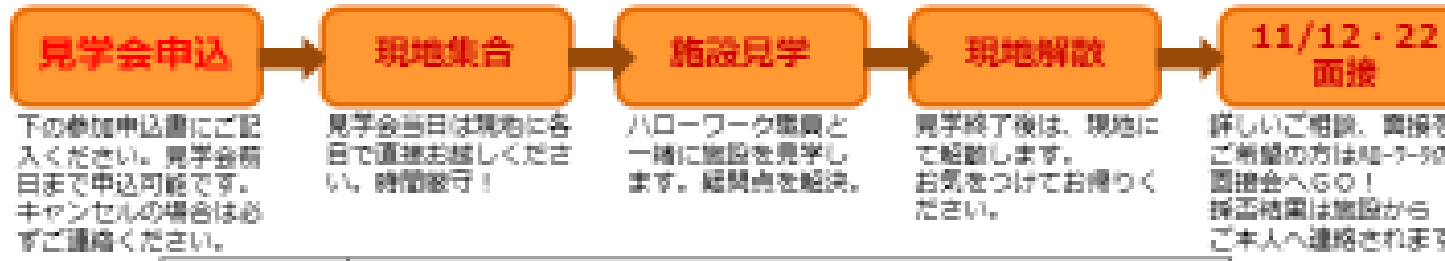 見学会申込
現地集合
施設見学
現地解散
11/12・22
面接
下の参加申込書にご記
入ください。見学会前
日まで申込可能です。
キャンセルの場合は必
ずご連絡ください。
見学会当日は現地に各
自で直接お越しくださ
い。時間厳守！
ハローワーク職員と
一緒に施設を見学し
ます。疑問点を解決。
見学終了後は、現地に
て解散します。
お気をつけてお帰りく
ださい。
詳しいご相談、面接を
ご希望の方はハローワークの
面接会へGO！
採否結果は施設から
ご本人へ連絡されます